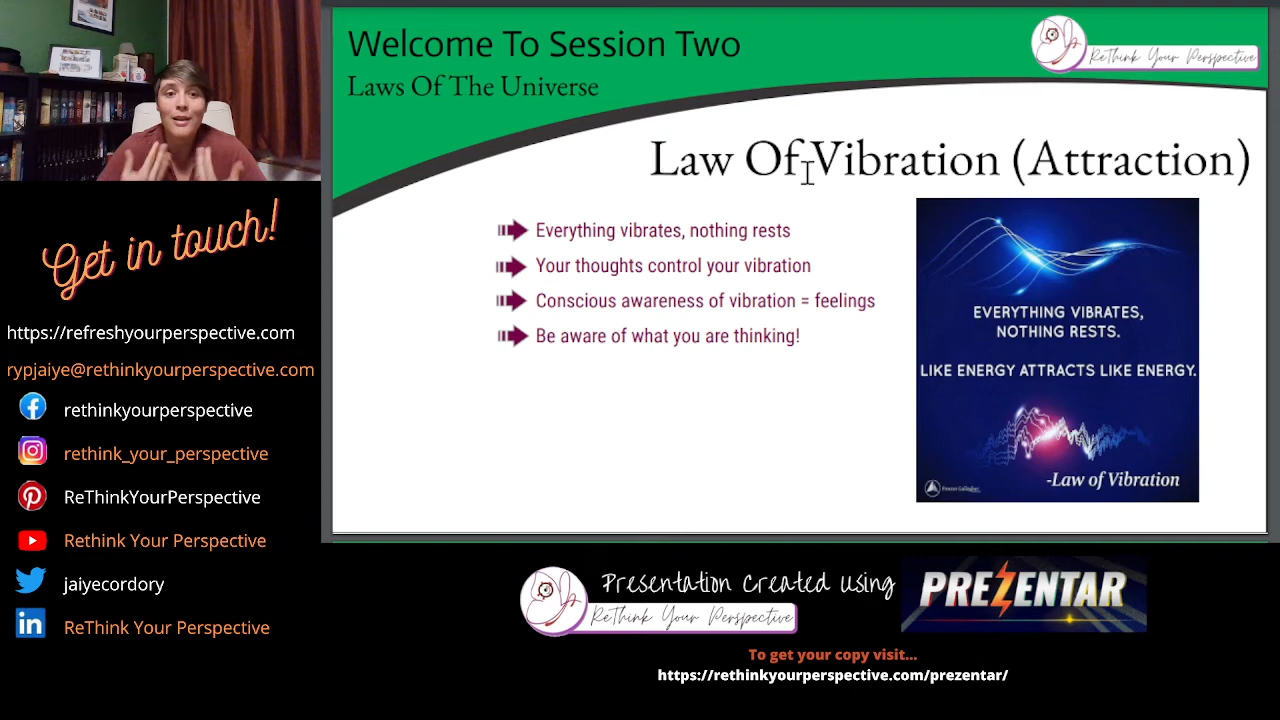 Welcome To Session Two
Laws Of The Universe
ReThink Your Perspective
Law Of Vibration (Attraction)
Everything vibrates, nothing rests
Your thoughts control your vibration
Conscious awareness of vibration = feelings
Be aware of what you are thinking!
EVERYTHING VIBRATES,
NOTHING RESTS.
LIKE ENERGY ATTRACTS LIKE ENERGY.
-Law of Vibration
Get in touch!
https://refreshyourperspective.com
rypjaiye@rethinkyourperspective.com
rethinkyourperspective
rethink_your_perspective
ReThinkYourPerspective
Rethink Your Perspective
jaiyecordory
in
ReThink Your Perspective
Presentation Created Using
ReThink Your Perspective
PREZENTAR
To get your copy visit...
https://rethinkyourperspective.com/prezentar/